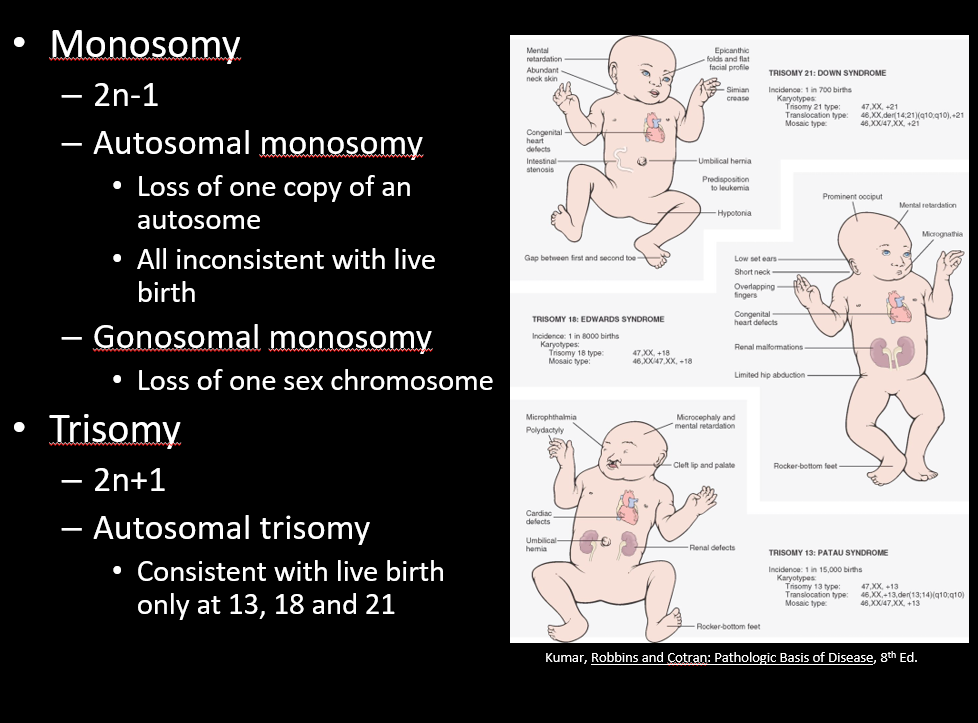 • Monosomy
– 2n-1
– Autosomal monosomy
• Loss of one copy of an
autosome
• All inconsistent with live
birth
– Gonosomal monosomy
• Loss of one sex chromosome
• Trisomy
– 2n+1
– Autosomal trisomy
• Consistent with live birth
only at 13, 18 and 21
Mental
retardation
Abundant
neck skin
Epicanthic
folds and flat
facial profile
Simian
crease
Congenital
heart
defects
Intestinal
stenosis
Umbilical hernia
Predisposition
to leukemia
Hypotonia
Gap between first and second toe
TRISOMY 21: DOWN SYNDROME
Incidence: 1 in 700 births
Karyotypes:
Trisomy 21 type: 47,XX, +21
Translocation type: 46,XX,der(14;21)(q10;q10),+21
Mosaic type: 46,XX/47,XX, +21
Prominent occiput
Mental retardation
Micrognathia
Low set ears
Short neck
Overlapping
fingers
Congenital
heart defects
Renal malformations
Limited hip abduction
Rocker-bottom feet
TRISOMY 18: EDWARDS SYNDROME
Incidence: 1 in 8000 births
Karyotypes:
Trisomy 18 type: 47,XX, +18
Mosaic type: 46,XX/47,XX, +18
Microphthalmia
Polydactyly
Microcephaly and
mental retardation
Cleft lip and palate
Cardiac
defects
Umbilical
hernia
Renal defects
Rocker-bottom feet
TRISOMY 13: PATAU SYNDROME
Incidence: 1 in 15,000 births
Karyotypes:
Trisomy 13 type: 47,XX, +13
Translocation type: 46,XX,+13,der(13;14)(q10;q10)
Mosaic type: 46,XX/47,XX, +13
Kumar, Robbins and Cotran: Pathologic Basis of Disease, 8th Ed.